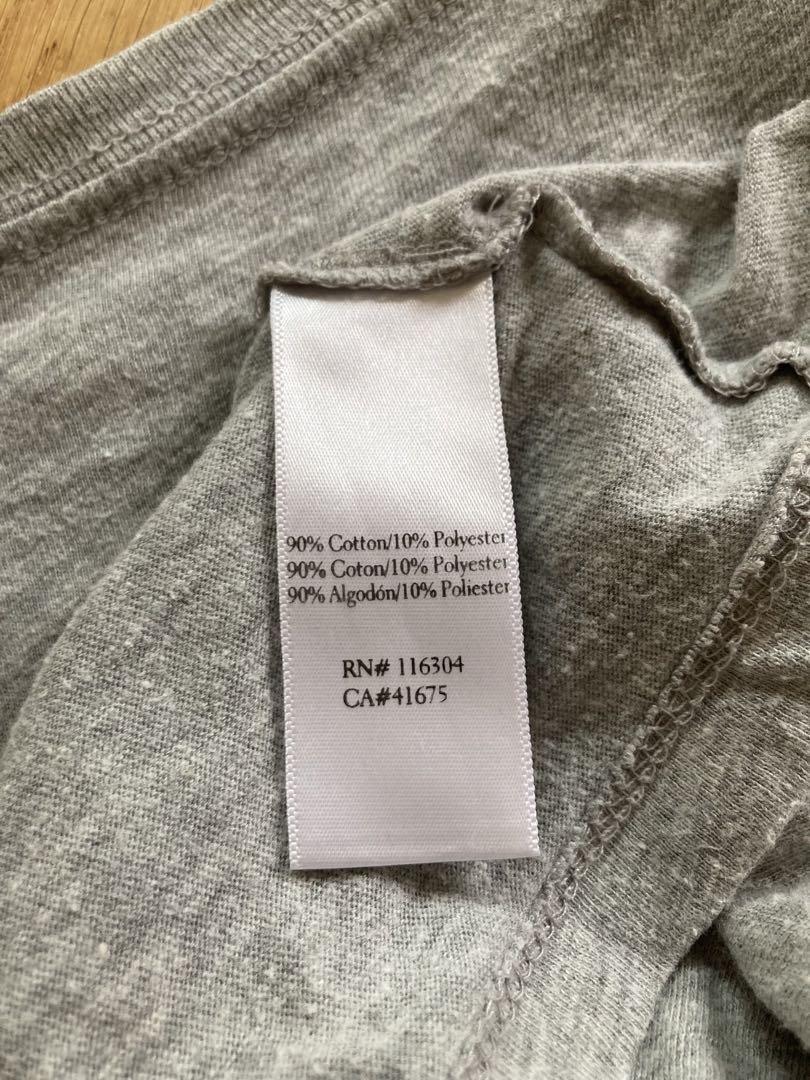 90% Cotton/10% Polyester
90% Coton/10% Polyester
90% Algodón/10% Poliester
RN# 116304
CA#41675